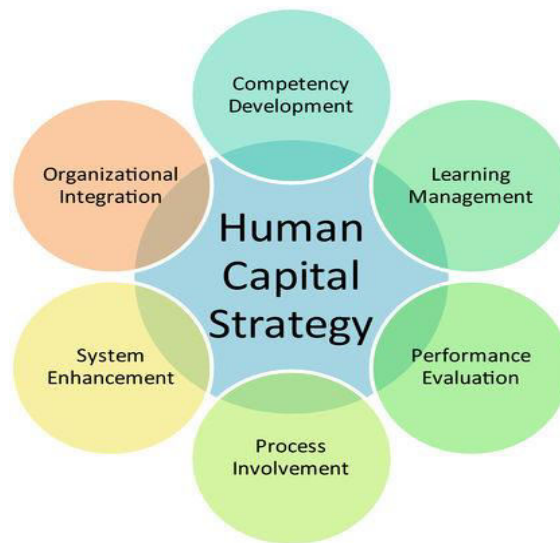 Competency
Development
Organizational
Integration
Learning
Management
Human
Capital
Strategy
System
Enhancement
Performance
Evaluation
Process
Involvement